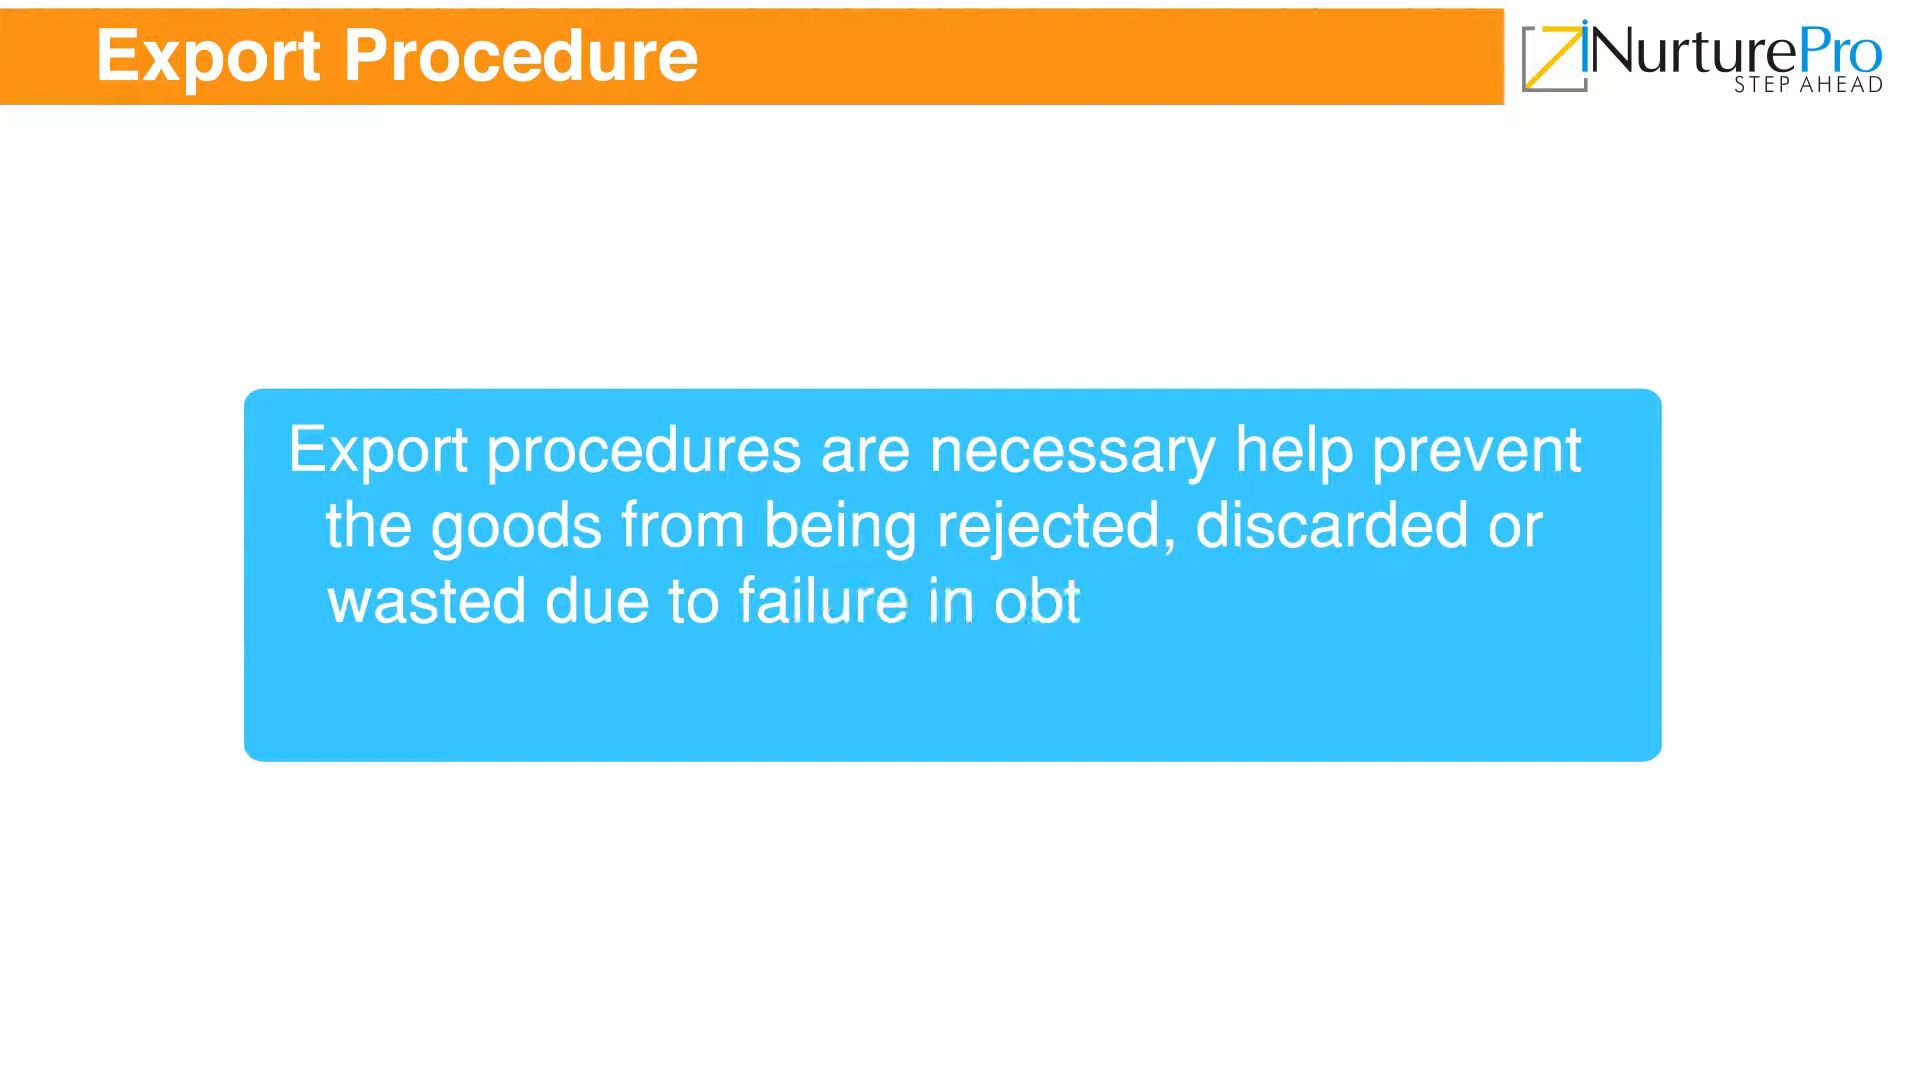 Export Procedure
iNurturePro
STEP AHEAD
Export procedures are necessary help prevent
the goods from being rejected, discarded or
wasted due to failure in obt